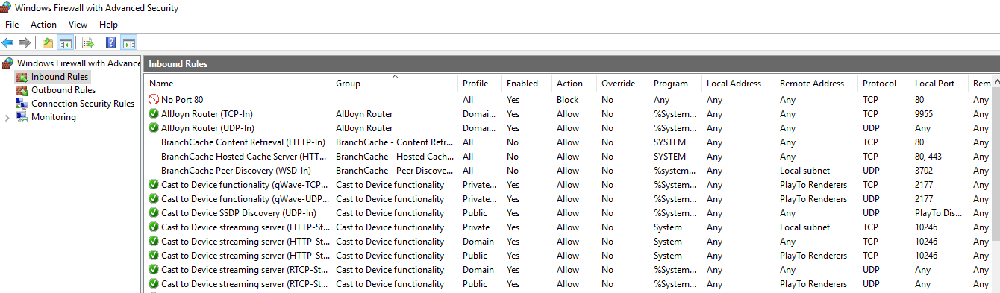 Windows Firewall with Advanced Security
File Action View Help
Windows Firewall with Advance
Inbound Rules
Outbound Rules
Connection Security Rules
Monitoring
Inbound Rules
Name Group Profile Enabled Action Override Program Local Address Remote Address Protocol Local Port Rem
No Port 80 All Yes Block No Any Any Any TCP 80 Any
AllJoyn Router (TCP-In) AllJoyn Router Domai... Yes Allow No %System... Any Any TCP 9955 Any
AllJoyn Router (UDP-In) AllJoyn Router Domai... Yes Allow No %System... Any Any UDP Any Any
BranchCache Content Retrieval (HTTP-In) BranchCache - Content Retr... All No Allow No SYSTEM Any Any TCP 80 Any
BranchCache Hosted Cache Server (HTT... BranchCache - Hosted Cach... All No Allow No SYSTEM Any Any TCP 80, 443 Any
BranchCache Peer Discovery (WSD-In) BranchCache - Peer Discove... All No Allow No %system... Any Local subnet UDP 3702 Any
Cast to Device functionality (qWave-TCP... Cast to Device functionality Private... Yes Allow No %System... Any PlayTo Renderers TCP 2177 Any
Cast to Device functionality (qWave-UDP... Cast to Device functionality Private... Yes Allow No %System... Any PlayTo Renderers UDP 2177 Any
Cast to Device SSDP Discovery (UDP-In) Cast to Device functionality Public Yes Allow No %System... Any Any UDP PlayTo Dis... Any
Cast to Device streaming server (HTTP-St... Cast to Device functionality Private Yes Allow No System Any Local subnet TCP 10246 Any
Cast to Device streaming server (HTTP-St... Cast to Device functionality Domain Yes Allow No System Any Any TCP 10246 Any
Cast to Device streaming server (HTTP-St... Cast to Device functionality Public Yes Allow No System Any PlayTo Renderers TCP 10246 Any
Cast to Device streaming server (RTCP-St... Cast to Device functionality Domain Yes Allow No %System... Any Any UDP Any Any
Cast to Device streaming server (RTCP-St... Cast to Device functionality Public Yes Allow No %System... Any PlayTo Renderers UDP Any Any